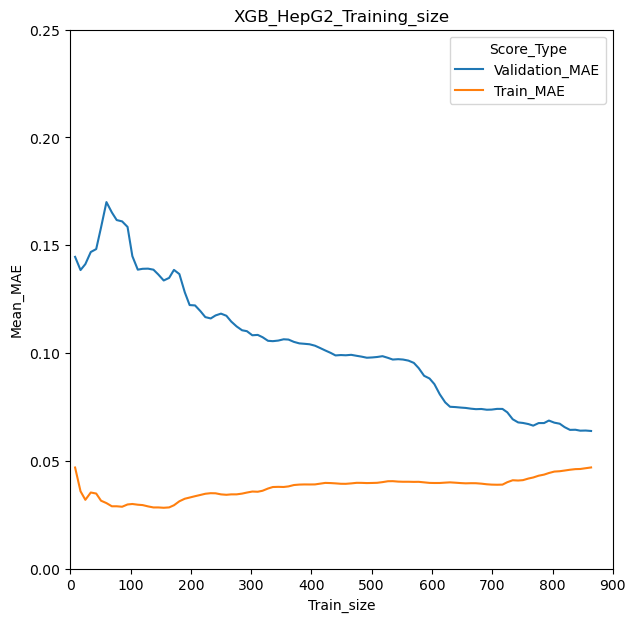 XGB_HepG2_Training_size
Score_Type
Validation_MAE
Train_MAE
Mean_MAE
0.25
0.20
0.15
0.10
0.05
0.00
0 100 200 300 400 500 600 700 800 900
Train_size